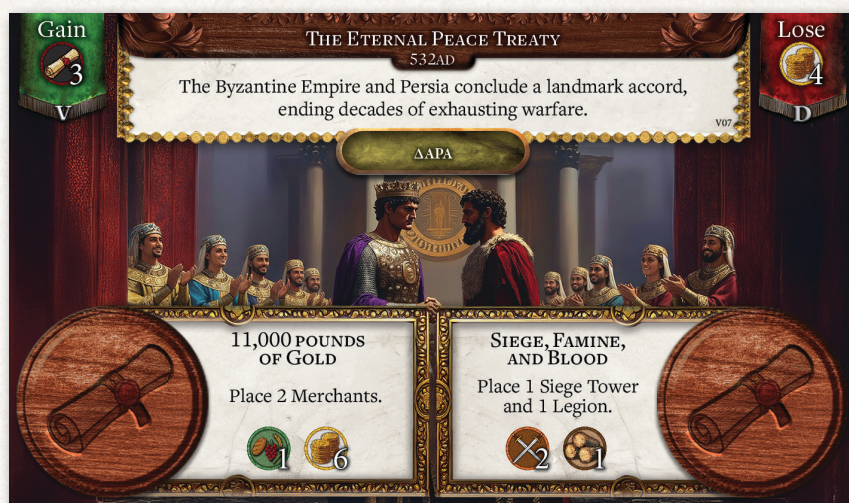 Gain
3
V
THE ETERNAL PEACE TREATY
532AD
The Byzantine Empire and Persia conclude a landmark accord,
ending decades of exhausting warfare.
V07
Lose
4
D
ΔΑΡΑ
11,000 POUNDS
OF GOLD
Place 2 Merchants.
1
6
SIEGE, FAMINE,
AND BLOOD
Place 1 Siege Tower
and 1 Legion.
2
1